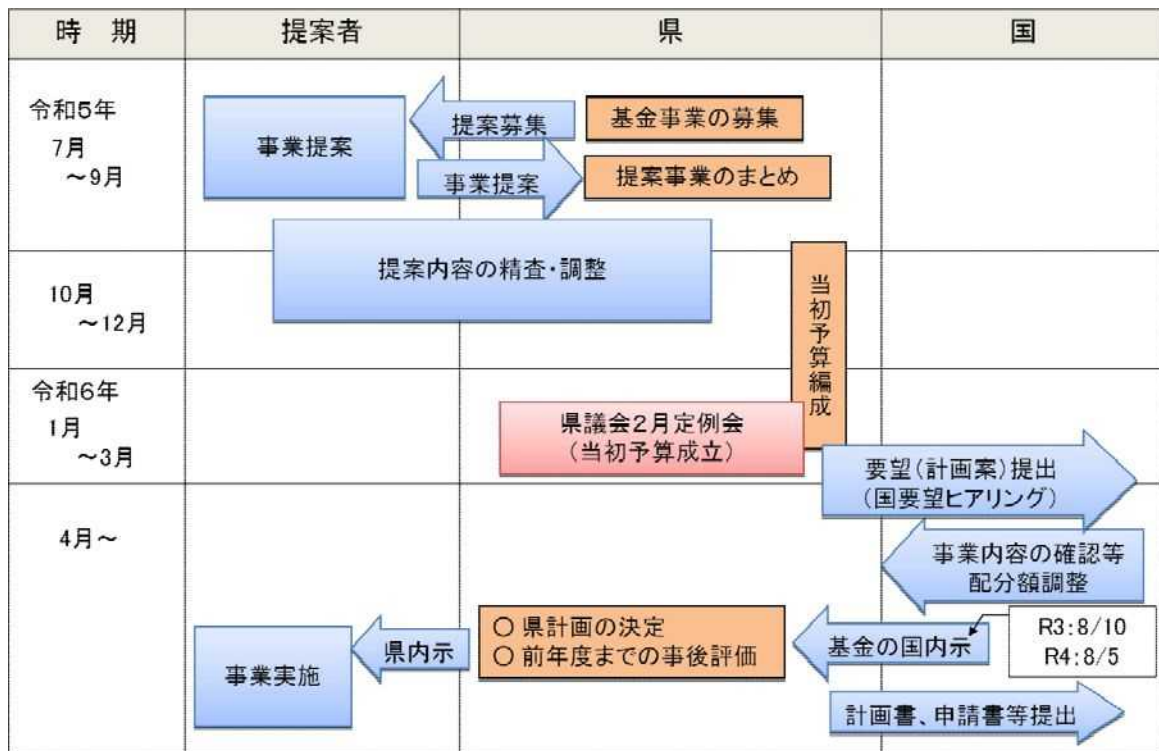 時 期
提案者
県
国
令和5年
7月
～9月
事業提案
提案募集
基金事業の募集
事業提案
提案事業のまとめ
提案内容の精査・調整
10月
～12月
当初予算編成
令和6年
1月
～3月
県議会2月定例会
(当初予算成立)
要望(計画案)提出
(国要望ヒアリング)
4月～
事業内容の確認等
配分額調整
事業実施
県内示
○ 県計画の決定
○ 前年度までの事後評価
基金の国内示
R3:8/10
R4:8/5
計画書、申請書等提出